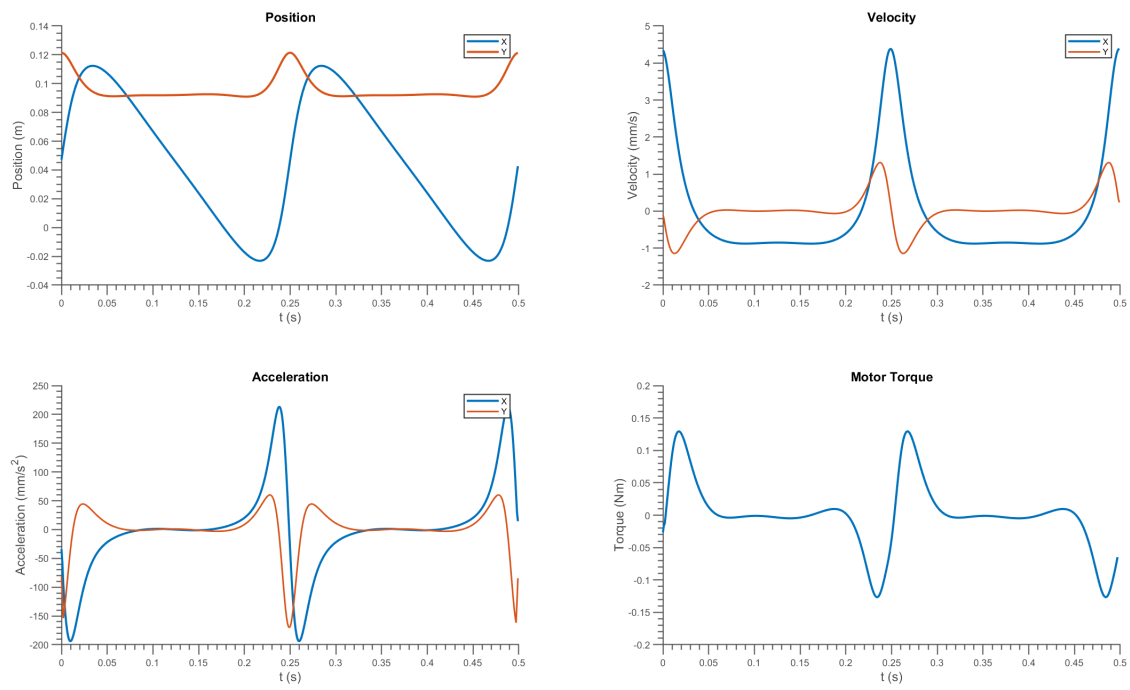 Position
0.14
0.12
0.1
0.08
0.06
0.04
0.02
0
-0.02
-0.04
Position (m)
X
Y
0 0.05 0.1 0.15 0.2 0.25 0.3 0.35 0.4 0.45 0.5
t (s)
Velocity
5
4
3
2
1
0
-1
-2
Velocity (mm/s)
X
Y
0 0.05 0.1 0.15 0.2 0.25 0.3 0.35 0.4 0.45 0.5
t (s)
Acceleration
250
200
150
100
50
0
-50
-100
-150
-200
Acceleration (mm/s²)
X
Y
0 0.05 0.1 0.15 0.2 0.25 0.3 0.35 0.4 0.45 0.5
t (s)
Motor Torque
0.2
0.15
0.1
0.05
0
-0.05
-0.1
-0.15
-0.2
Torque (Nm)
0 0.05 0.1 0.15 0.2 0.25 0.3 0.35 0.4 0.45 0.5
t (s)